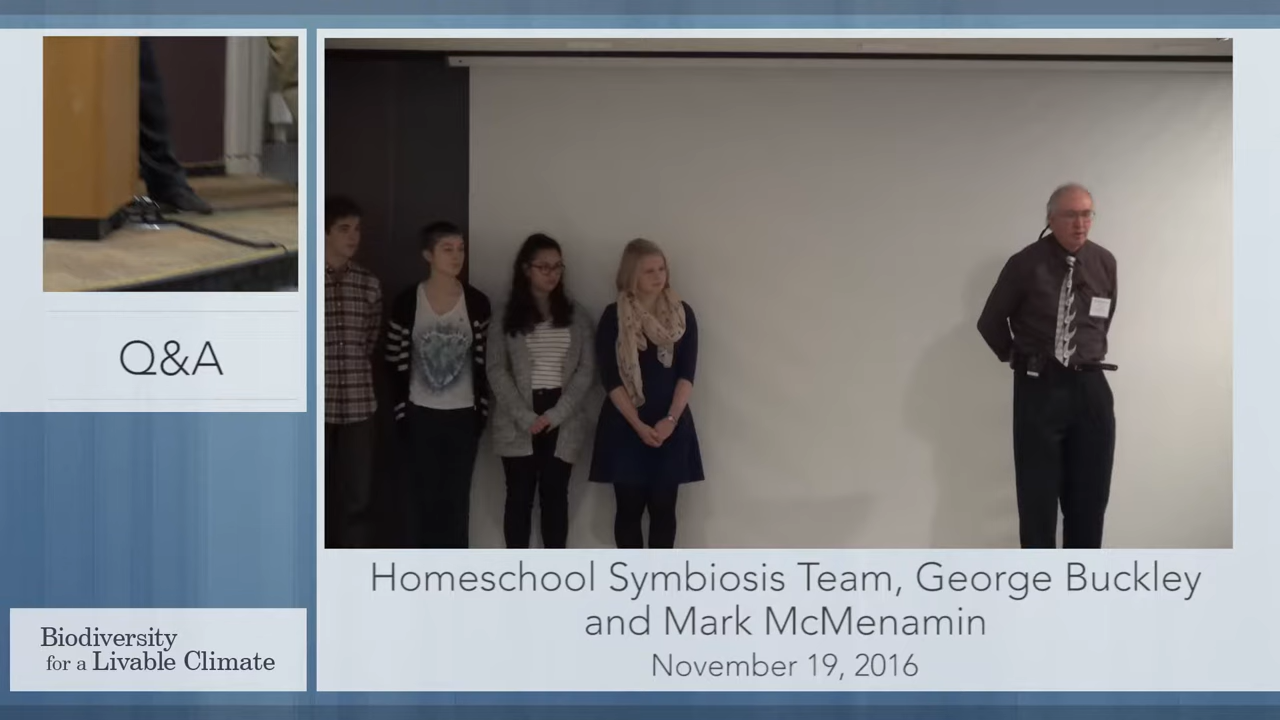 Q&A
Homeschool Symbiosis Team, George Buckley
and Mark McMenamin
November 19, 2016
Biodiversity
for a Livable Climate